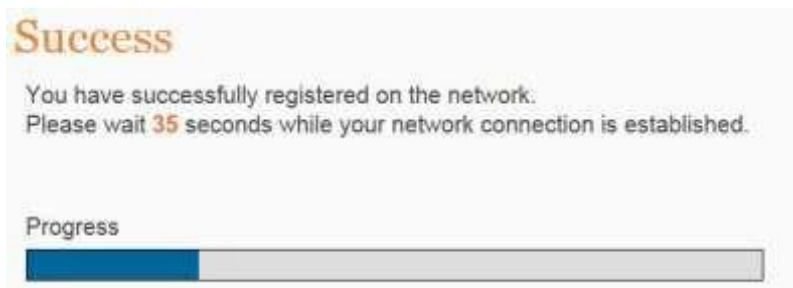 Success
You have successfully registered on the network.
Please wait 35 seconds while your network connection is established.
Progress